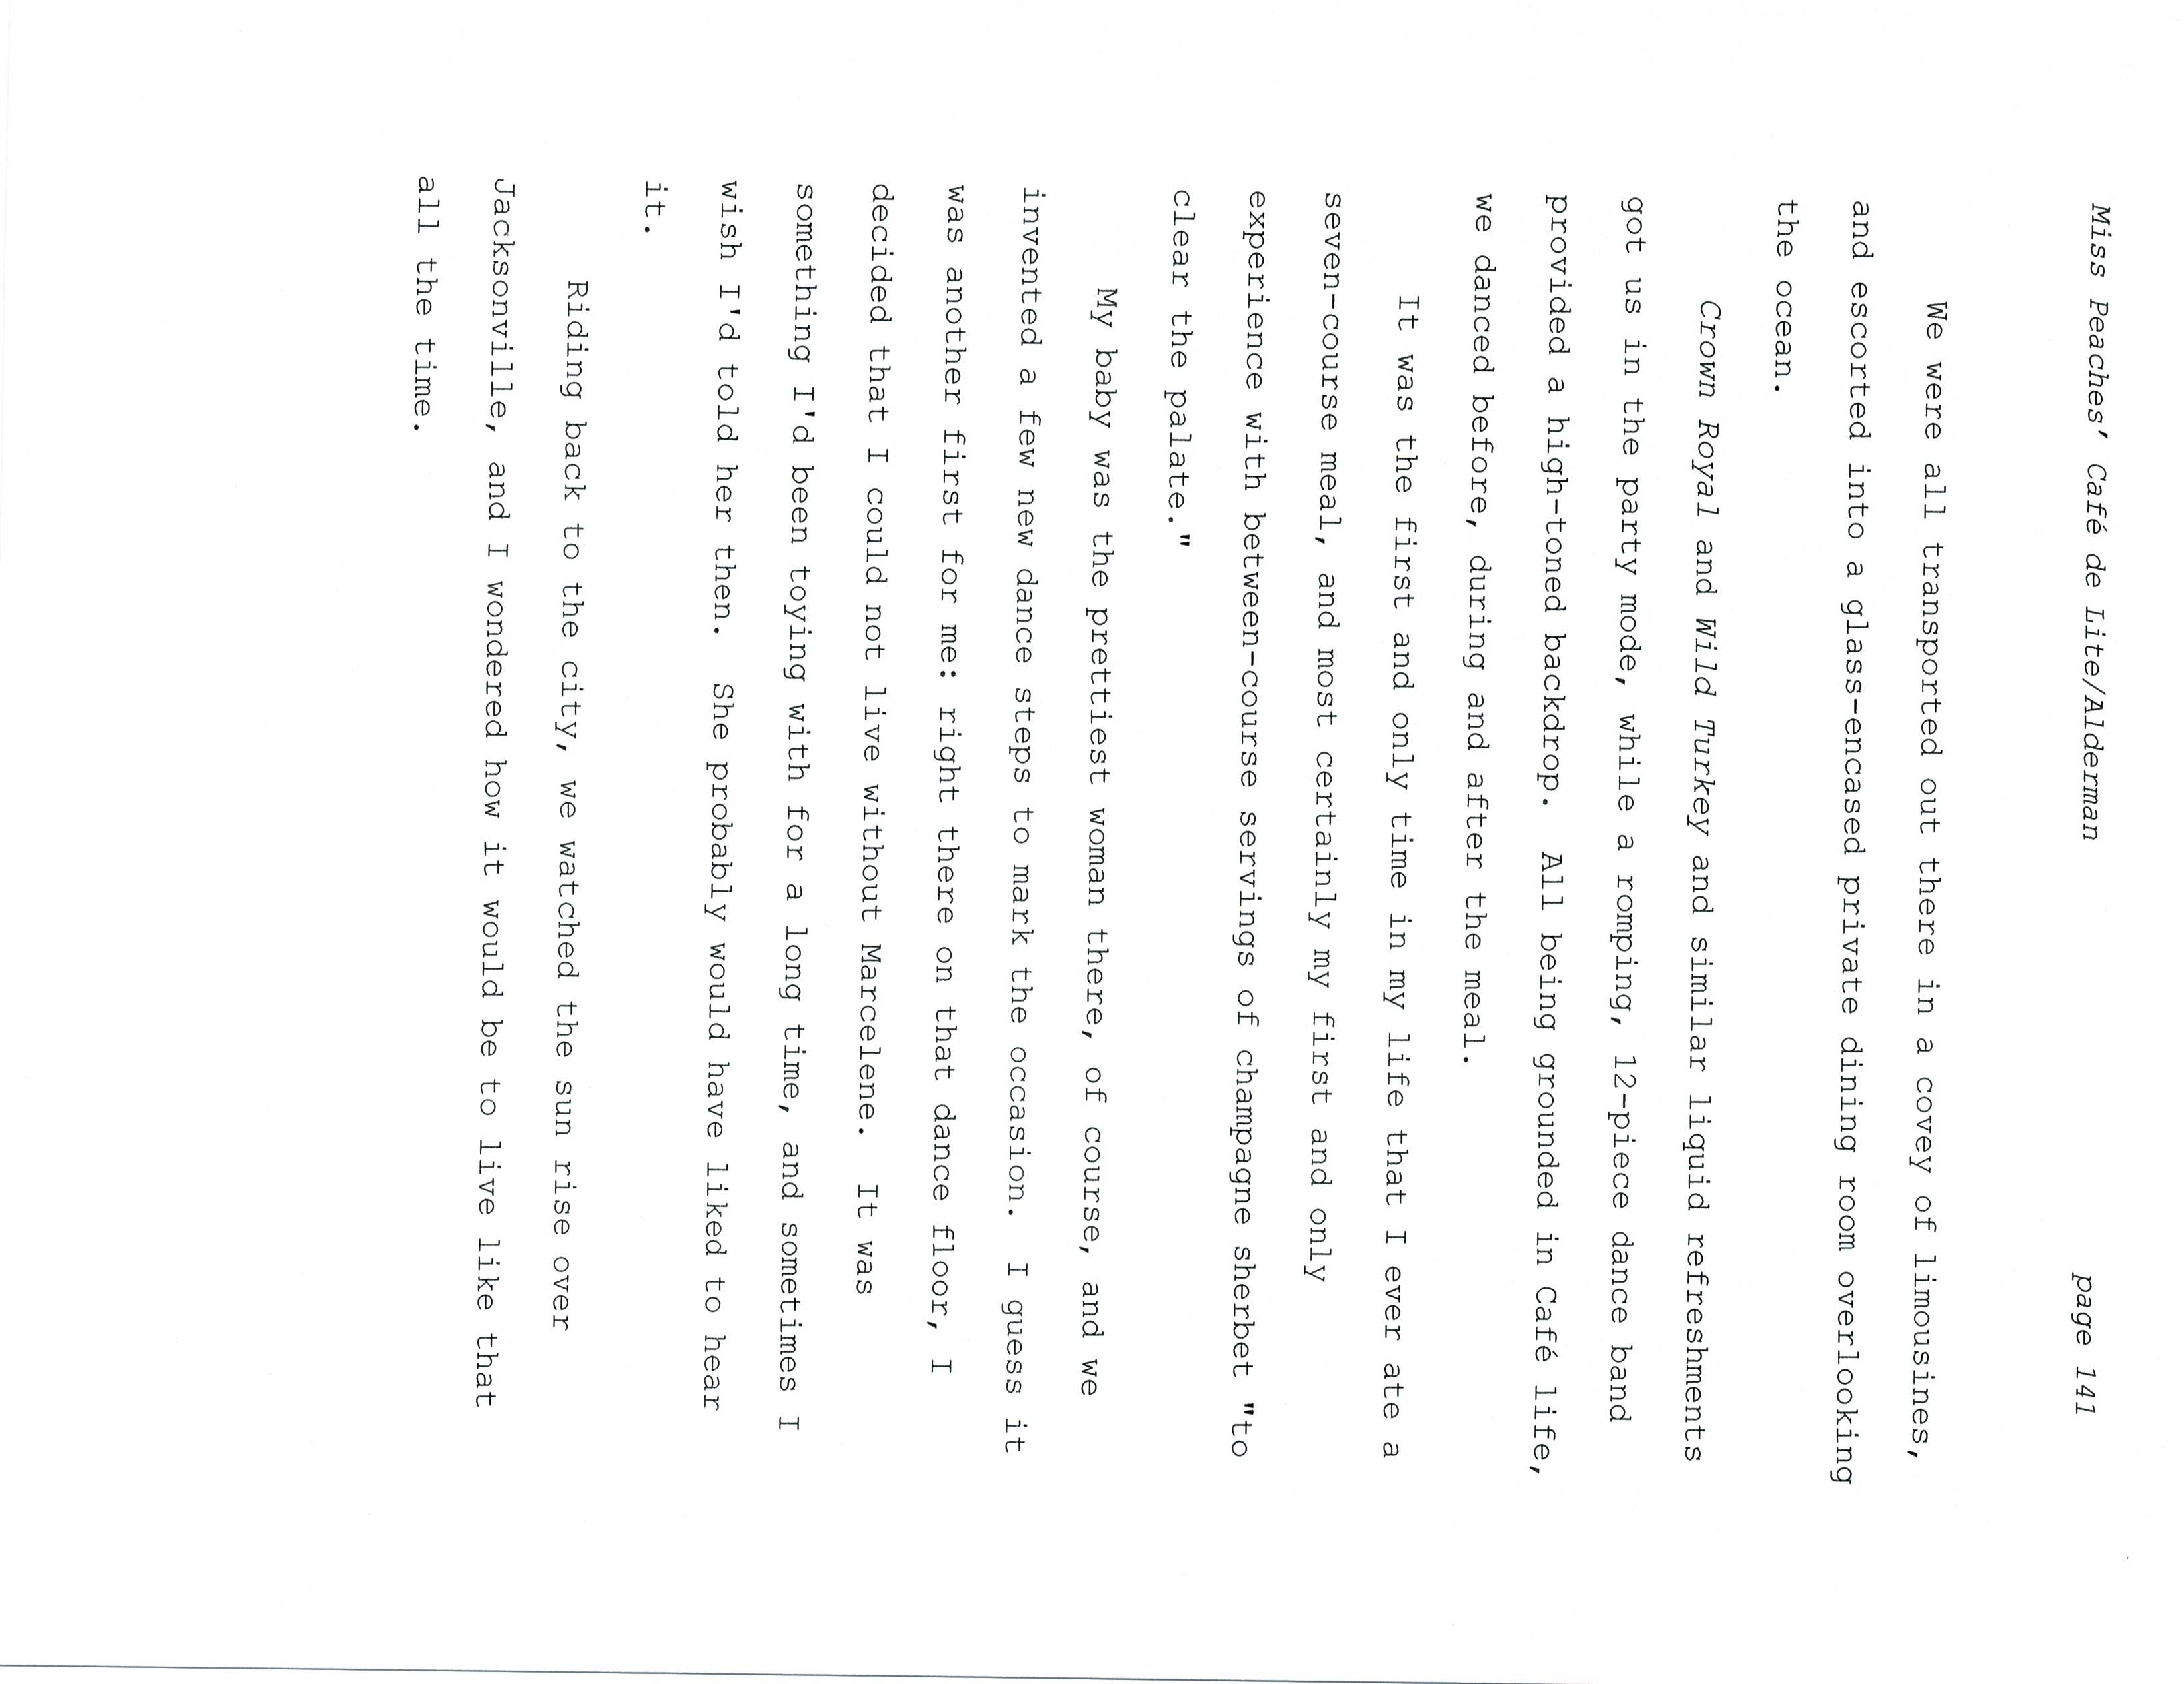 Miss Peaches' Café de Lite/Alderman page 141
We were all transported out there in a covey of limousines,
and escorted into a glass-encased private dining room overlooking
the ocean.
Crown Royal and Wild Turkey and similar liquid refreshments
got us in the party mode, while a romping, 12-piece dance band
provided a high-toned backdrop.  All being grounded in Café life,
we danced before, during and after the meal.
It was the first and only time in my life that I ever ate a
seven-course meal, and most certainly my first and only
experience with between-course servings of champagne sherbet "to
clear the palate."
My baby was the prettiest woman there, of course, and we
invented a few new dance steps to mark the occasion.  I guess it
was another first for me: right there on that dance floor, I
decided that I could not live without Marcelene.  It was
something I'd been toying with for a long time, and sometimes I
wish I'd told her then.  She probably would have liked to hear
it.
Riding back to the city, we watched the sun rise over
Jacksonville, and I wondered how it would be to live like that
all the time.